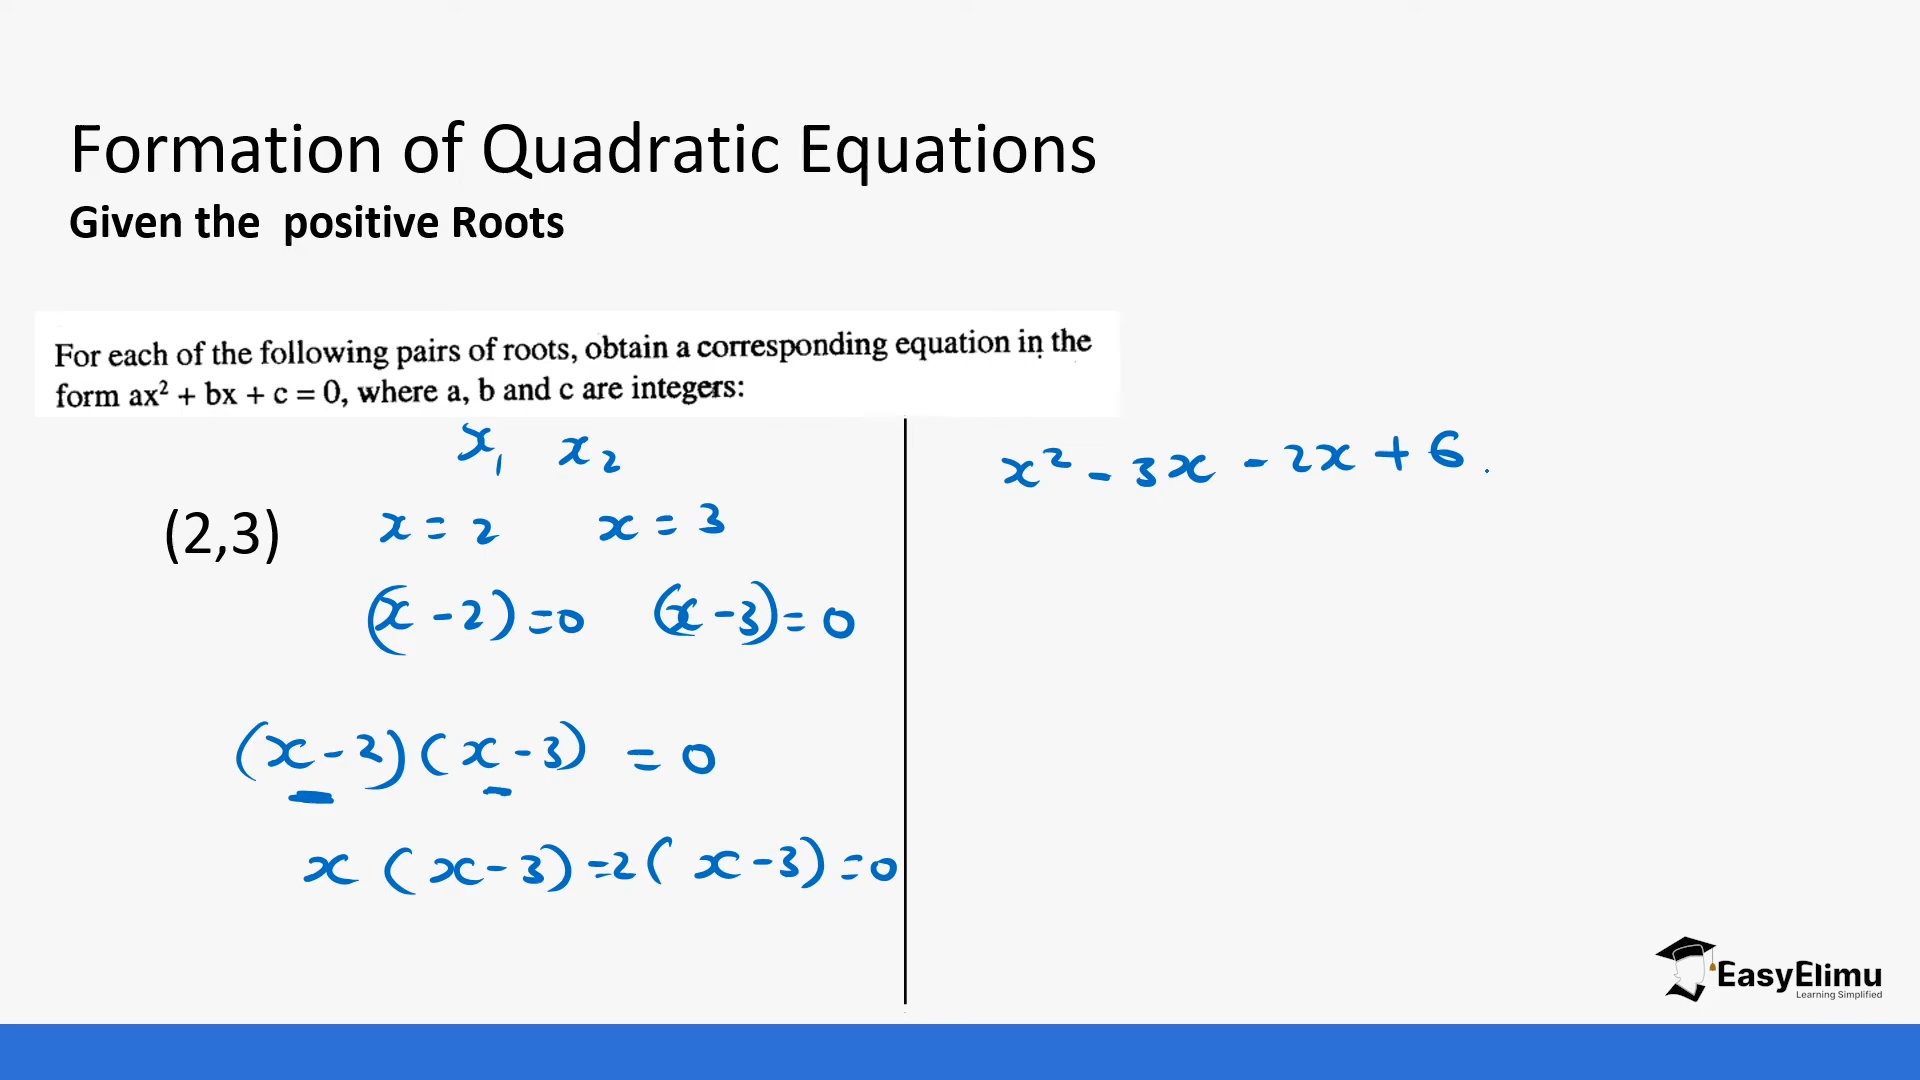 Formation of Quadratic Equations
Given the positive Roots
For each of the following pairs of roots, obtain a corresponding equation in the
form ax² + bx + c = 0, where a, b and c are integers:
x₁ x₂
(2,3) x = 2 x = 3
(x - 2) = 0 (x - 3) = 0
(x - 2)(x - 3) = 0
x (x - 3) = 2 (x - 3) = 0
x² - 3x - 2x + 6
EasyElimu
Learning Simplified